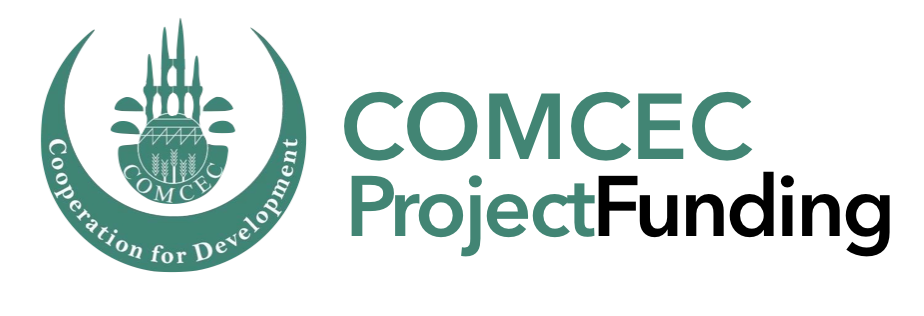 COMCEC
Cooperation for Development
COMCEC
ProjectFunding